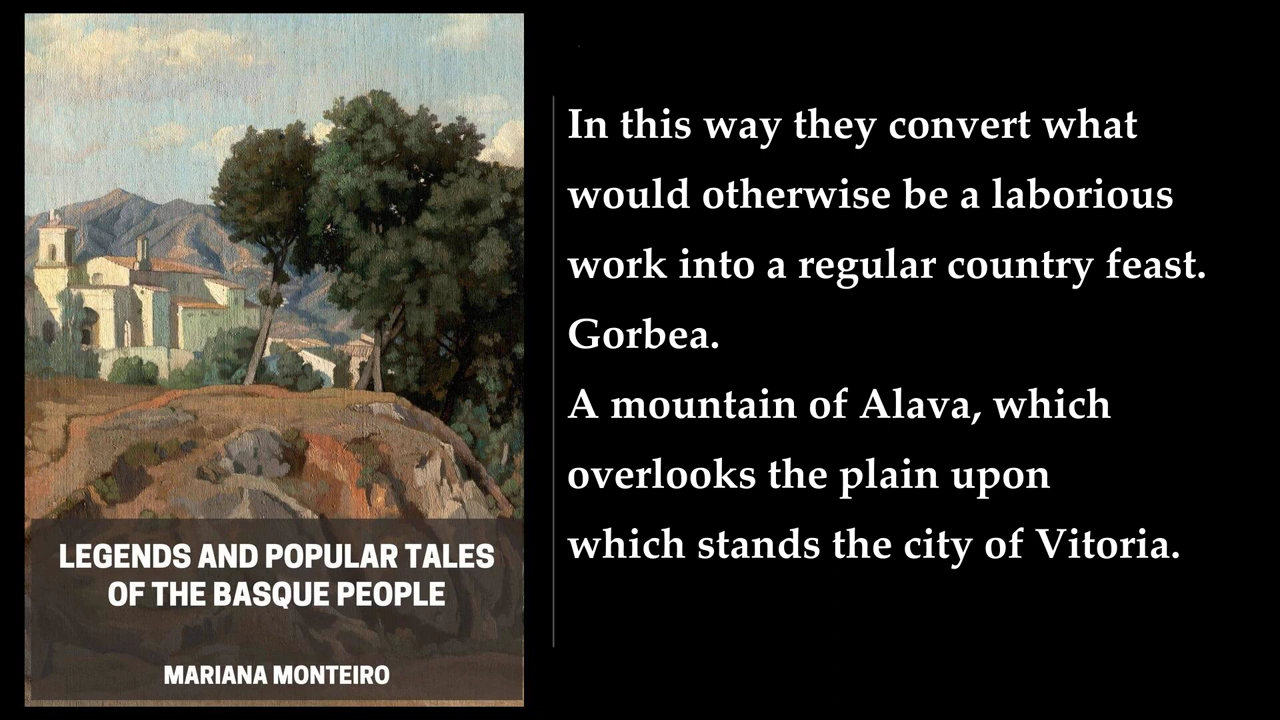 In this way they convert what
would otherwise be a laborious
work into a regular country feast.
Gorbea.
A mountain of Alava, which
overlooks the plain upon
which stands the city of Vitoria.
LEGENDS AND POPULAR TALES
OF THE BASQUE PEOPLE
MARIANA MONTEIRO